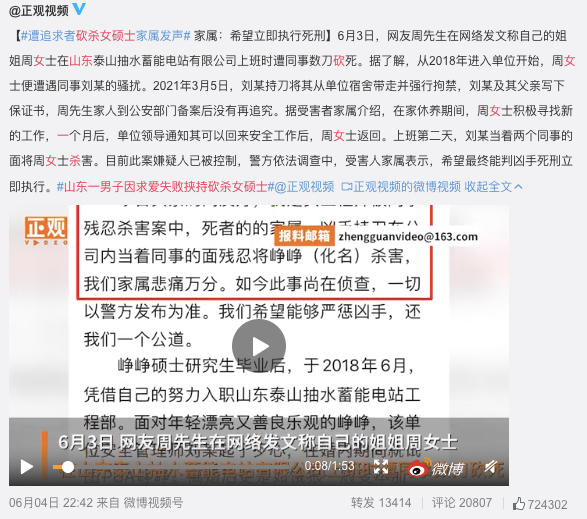 @正观视频
【#遭追求者砍杀女硕士家属发声# 家属：希望立即执行死刑】6月3日，网友周先生在网络发文称自己的姐
姐周女士在山东泰山抽水蓄能电站有限公司上班时遭同事数刀砍死。据了解，从2018年进入单位开始，周女
士便遭遇同事刘某的骚扰。2021年3月5日，刘某持刀将其从单位宿舍带走并强行拘禁，刘某及其父亲写下
保证书，周先生家人到公安部门备案后没有再追究。据受害者家属介绍，在家休养期间，周女士积极寻找新
的工作，一个月后，单位领导通知其可以回来安全工作后，周女士返回。上班第二天，刘某当着两个同事的
面将周女士杀害。目前此案嫌疑人已被控制，警方依法调查中，受害人家属表示，希望最终能判凶手死刑立
即执行。#山东一男子因求爱失败挟持砍杀女硕士#@正观视频 正观视频的微博视频 收起全文
正观
VIDEO
残忍杀害案中，死者的的家属
报料邮箱 zhengguanvideo@163.com
司内当着同事的面残忍将峥峥（化名）杀害，
我们家属悲痛万分。如今此事尚在侦查，一切
以警方发布为准。我们希望能够严惩凶手，还
我们一个公道。
峥峥硕士研究生毕业后，于2018年6月，
凭借自己的努力入职山东泰山抽水蓄能电站工
程部。面对年轻漂亮又善良乐观的峥峥，该单
6月3日 网友周先生在网络发文称自己的姐姐周女士
0:08/1:53
微博
06月04日 22:42 来自 微博视频号
转发 13414 评论 20807 724302